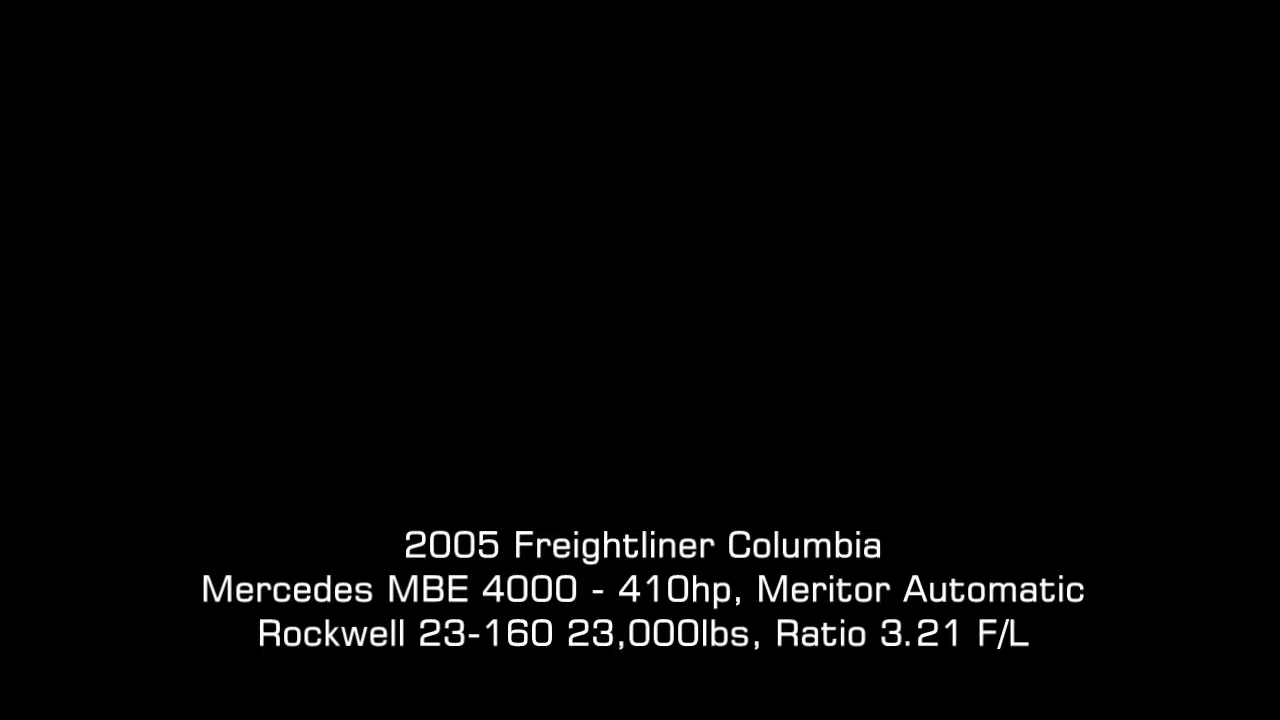 2005 Freightliner Columbia
Mercedes MBE 4000 - 410hp, Meritor Automatic
Rockwell 23-160 23,000lbs, Ratio 3.21 F/L